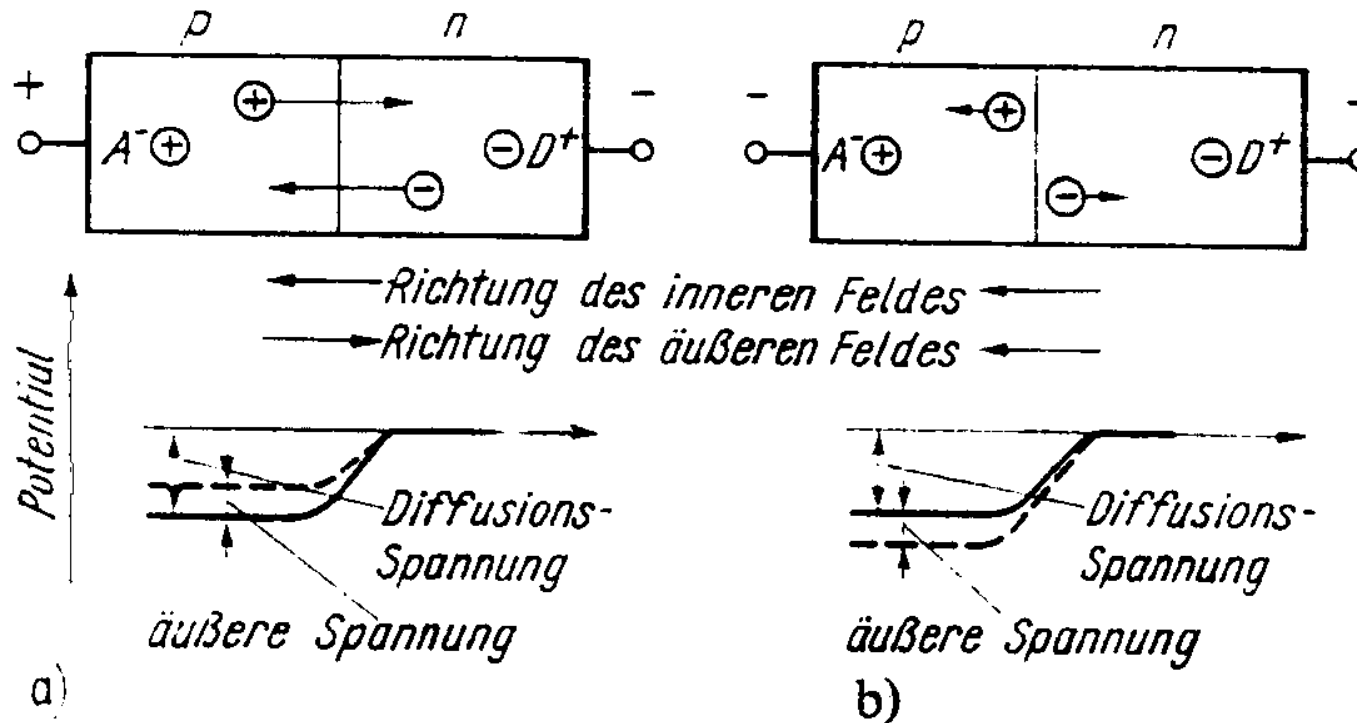 p n
p n
+ -
- -
A⁻ + + - - D⁺
A⁻ + + - - D⁺
Richtung des inneren Feldes
Richtung des äußeren Feldes
Potential
Diffusions-
Spannung
äußere Spannung
Diffusions-
Spannung
äußere Spannung
a)
b)